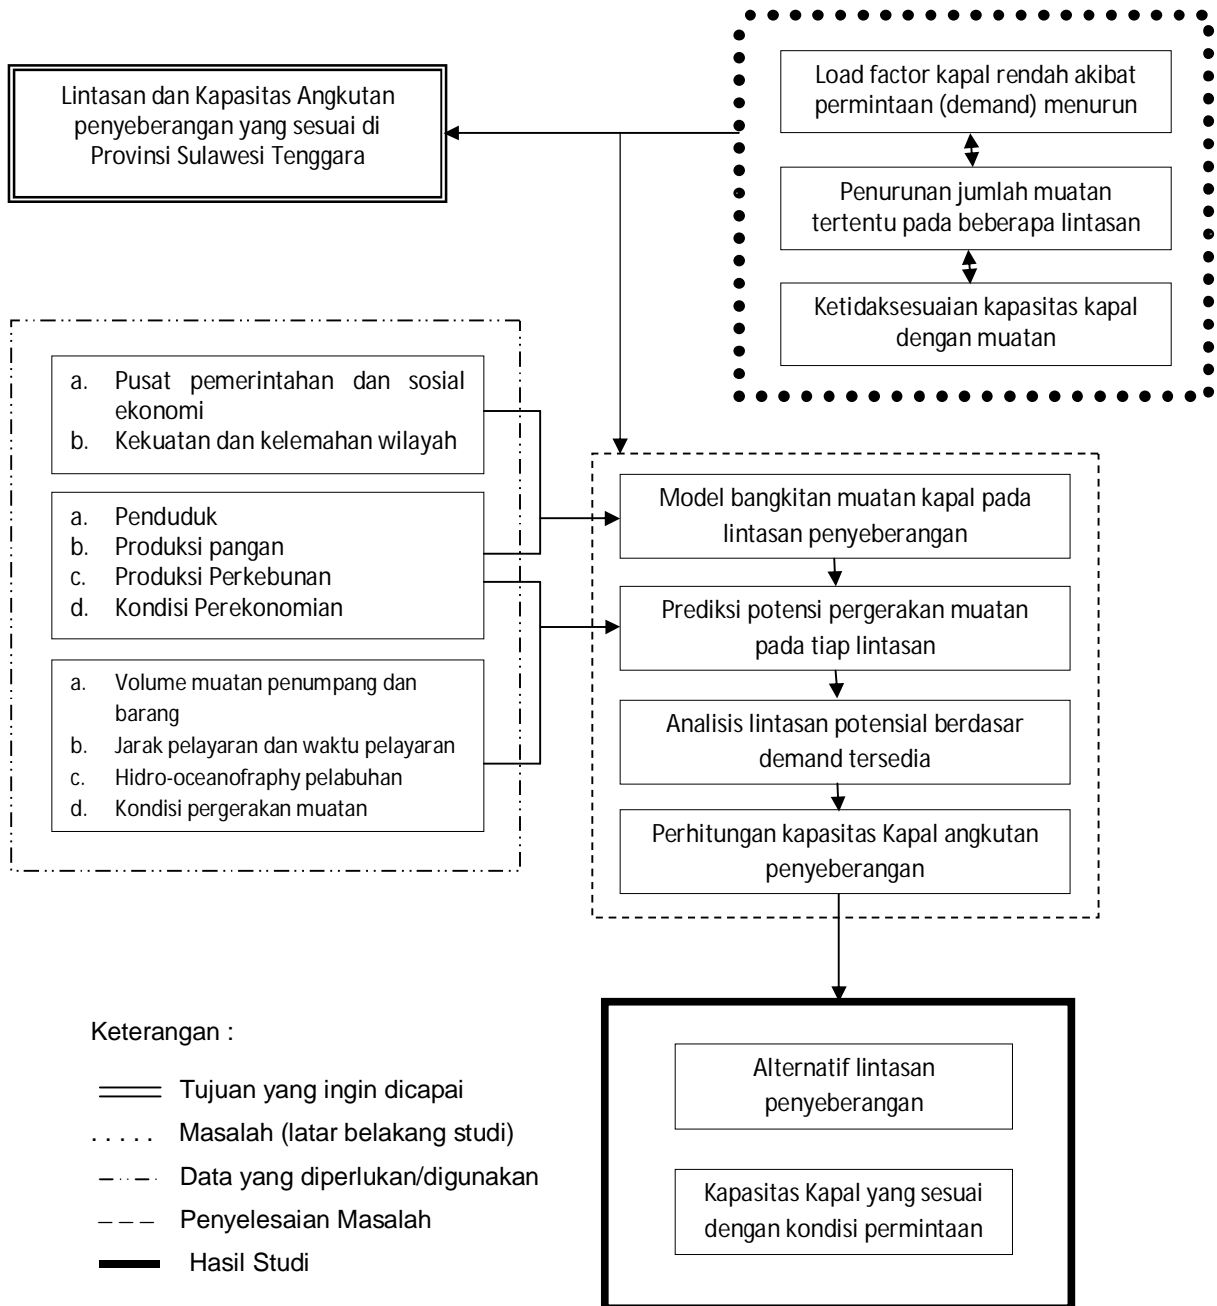 Lintasan dan Kapasitas Angkutan
penyeberangan yang sesuai di
Provinsi Sulawesi Tenggara
Load factor kapal rendah akibat
permintaan (demand) menurun
Penurunan jumlah muatan
tertentu pada beberapa lintasan
Ketidaksesuaian kapasitas kapal
dengan muatan
a. Pusat pemerintahan dan sosial
ekonomi
b. Kekuatan dan kelemahan wilayah
a. Penduduk
b. Produksi pangan
c. Produksi Perkebunan
d. Kondisi Perekonomian
a. Volume muatan penumpang dan
barang
b. Jarak pelayaran dan waktu pelayaran
c. Hidro-oceanofraphy pelabuhan
d. Kondisi pergerakan muatan
Model bangkitan muatan kapal pada
lintasan penyeberangan
Prediksi potensi pergerakan muatan
pada tiap lintasan
Analisis lintasan potensial berdasar
demand tersedia
Perhitungan kapasitas Kapal angkutan
penyeberangan
Alternatif lintasan
penyeberangan
Kapasitas Kapal yang sesuai
dengan kondisi permintaan
Keterangan :
Tujuan yang ingin dicapai
Masalah (latar belakang studi)
Data yang diperlukan/digunakan
Penyelesaian Masalah
Hasil Studi